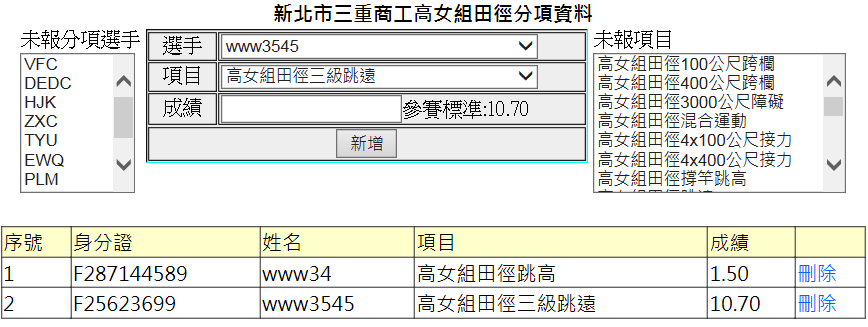 新北市三重商工高女組田徑分項資料
未報分項選手
VFC
DEDC
HJK
ZXC
TYU
EWQ
PLM
選手 www3545
項目 高女組田徑三級跳遠
成績 參賽標準:10.70
新增
未報項目
高女組田徑100公尺跨欄
高女組田徑400公尺跨欄
高女組田徑3000公尺障礙
高女組田徑混合運動
高女組田徑4x100公尺接力
高女組田徑4x400公尺接力
高女組田徑撐竿跳高
序號 身分證 姓名 項目 成績
1 F287144589 www34 高女組田徑跳高 1.50 刪除
2 F25623699 www3545 高女組田徑三級跳遠 10.70 刪除